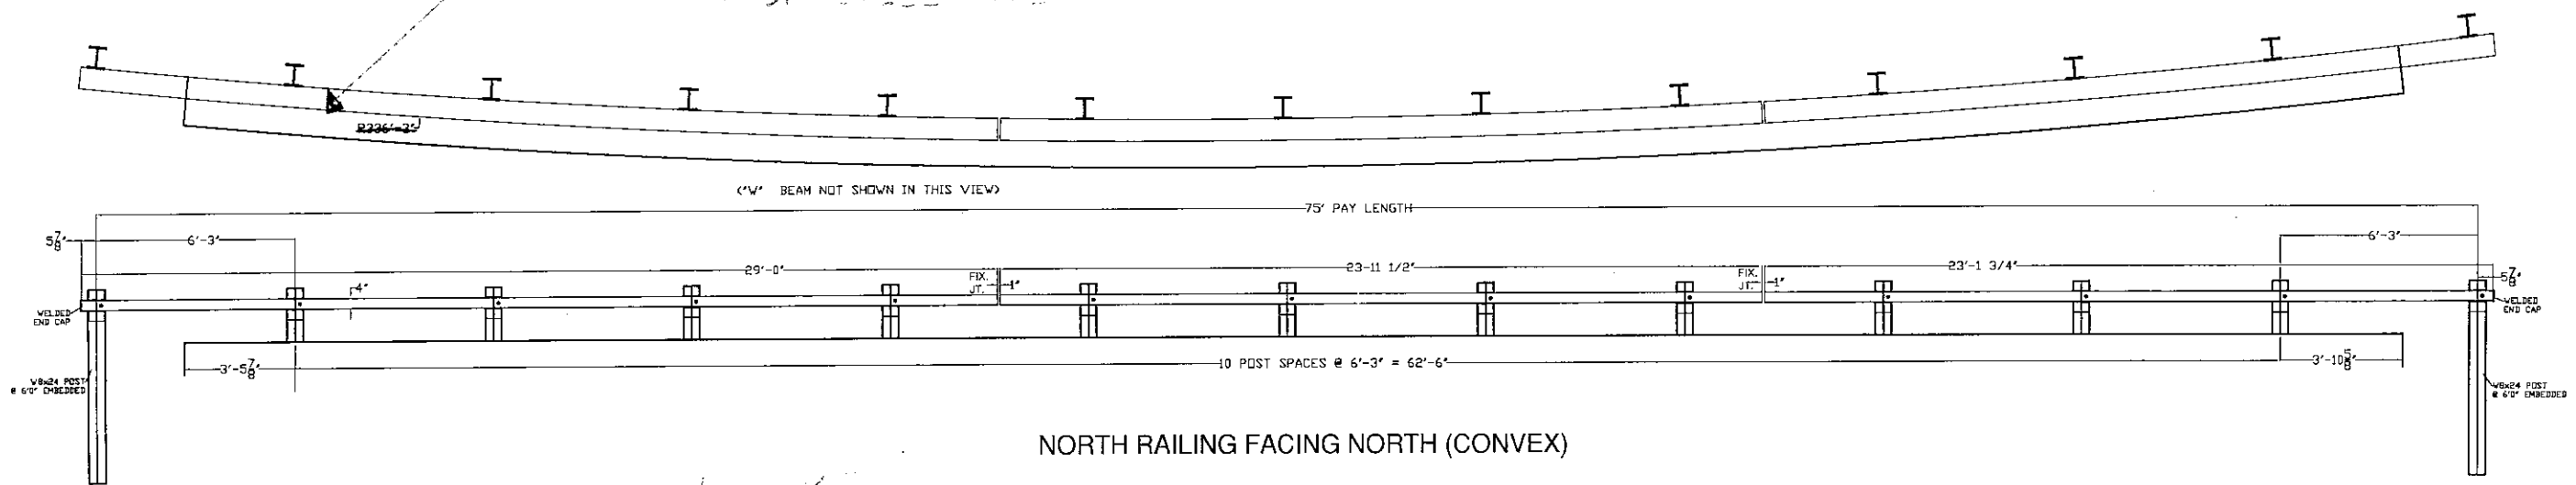 R336'-3"
("W" BEAM NOT SHOWN IN THIS VIEW)
75' PAY LENGTH
5 7/8"
6'-3"
6'-3"
29'-0"
FIX.
JT.
1"
23-11 1/2"
FIX.
JT.
1"
23'-1 3/4"
5 7/8"
4"
WELDED
END CAP
WELDED
END CAP
3'-5 7/8"
10 POST SPACES @ 6'-3" = 62'-6"
3'-10 5/8"
W8x24 POST
@ 6'0" EMBEDDED
W8x24 POST
@ 6'0" EMBEDDED
NORTH RAILING FACING NORTH (CONVEX)